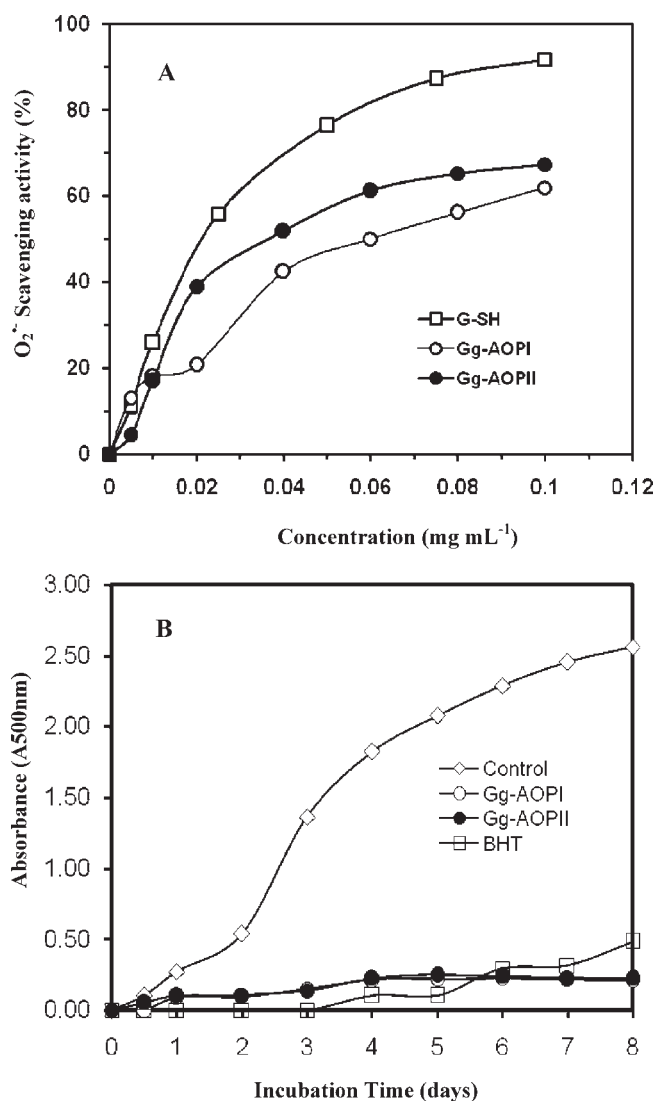 100
80
60
40
20
0
O₂•⁻ Scavenging activity (%)
A
G-SH
Gg-AOPI
Gg-AOPII
0 0.02 0.04 0.06 0.08 0.1 0.12
Concentration (mg mL⁻¹)
3.00
2.50
2.00
1.50
1.00
0.50
0.00
Absorbance (A500nm)
B
Control
Gg-AOPI
Gg-AOPII
BHT
0 1 2 3 4 5 6 7 8
Incubation Time (days)